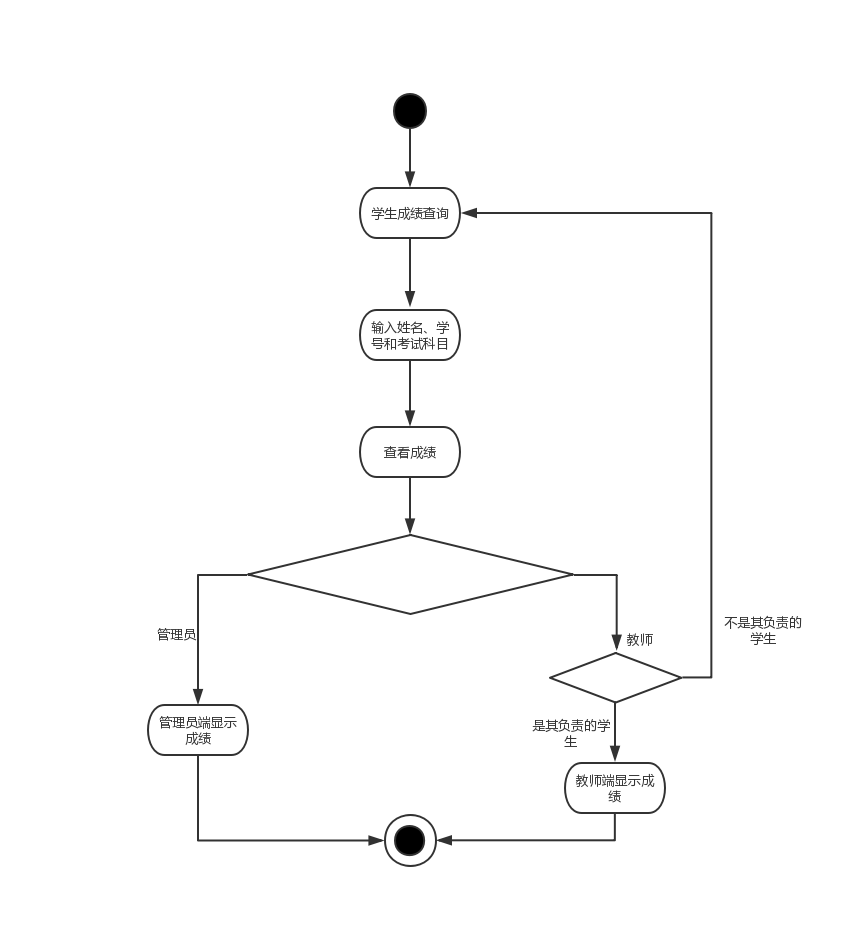 学生成绩查询
输入姓名、学
号和考试科目
查看成绩
管理员
教师
不是其负责的
学生
管理员端显示
成绩
是其负责的学
生
教师端显示成
绩